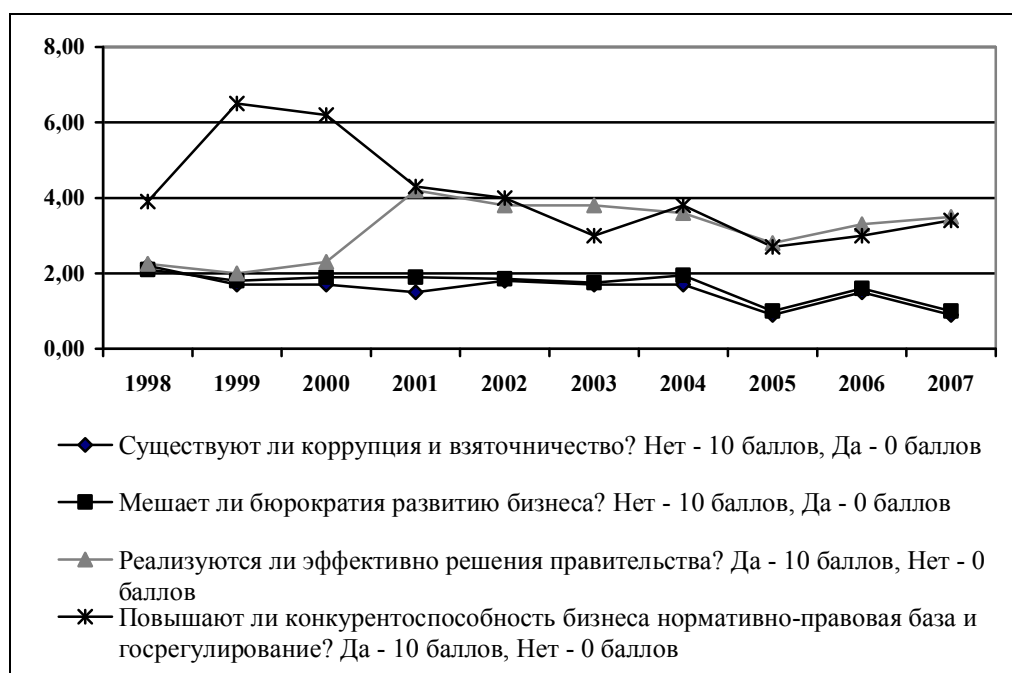 8,00
6,00
4,00
2,00
0,00
1998 1999 2000 2001 2002 2003 2004 2005 2006 2007
Существуют ли коррупция и взяточничество? Нет - 10 баллов, Да - 0 баллов
Мешает ли бюрократия развитию бизнеса? Нет - 10 баллов, Да - 0 баллов
Реализуются ли эффективно решения правительства? Да - 10 баллов, Нет - 0
баллов
Повышают ли конкурентоспособность бизнеса нормативно-правовая база и
госрегулирование? Да - 10 баллов, Нет - 0 баллов